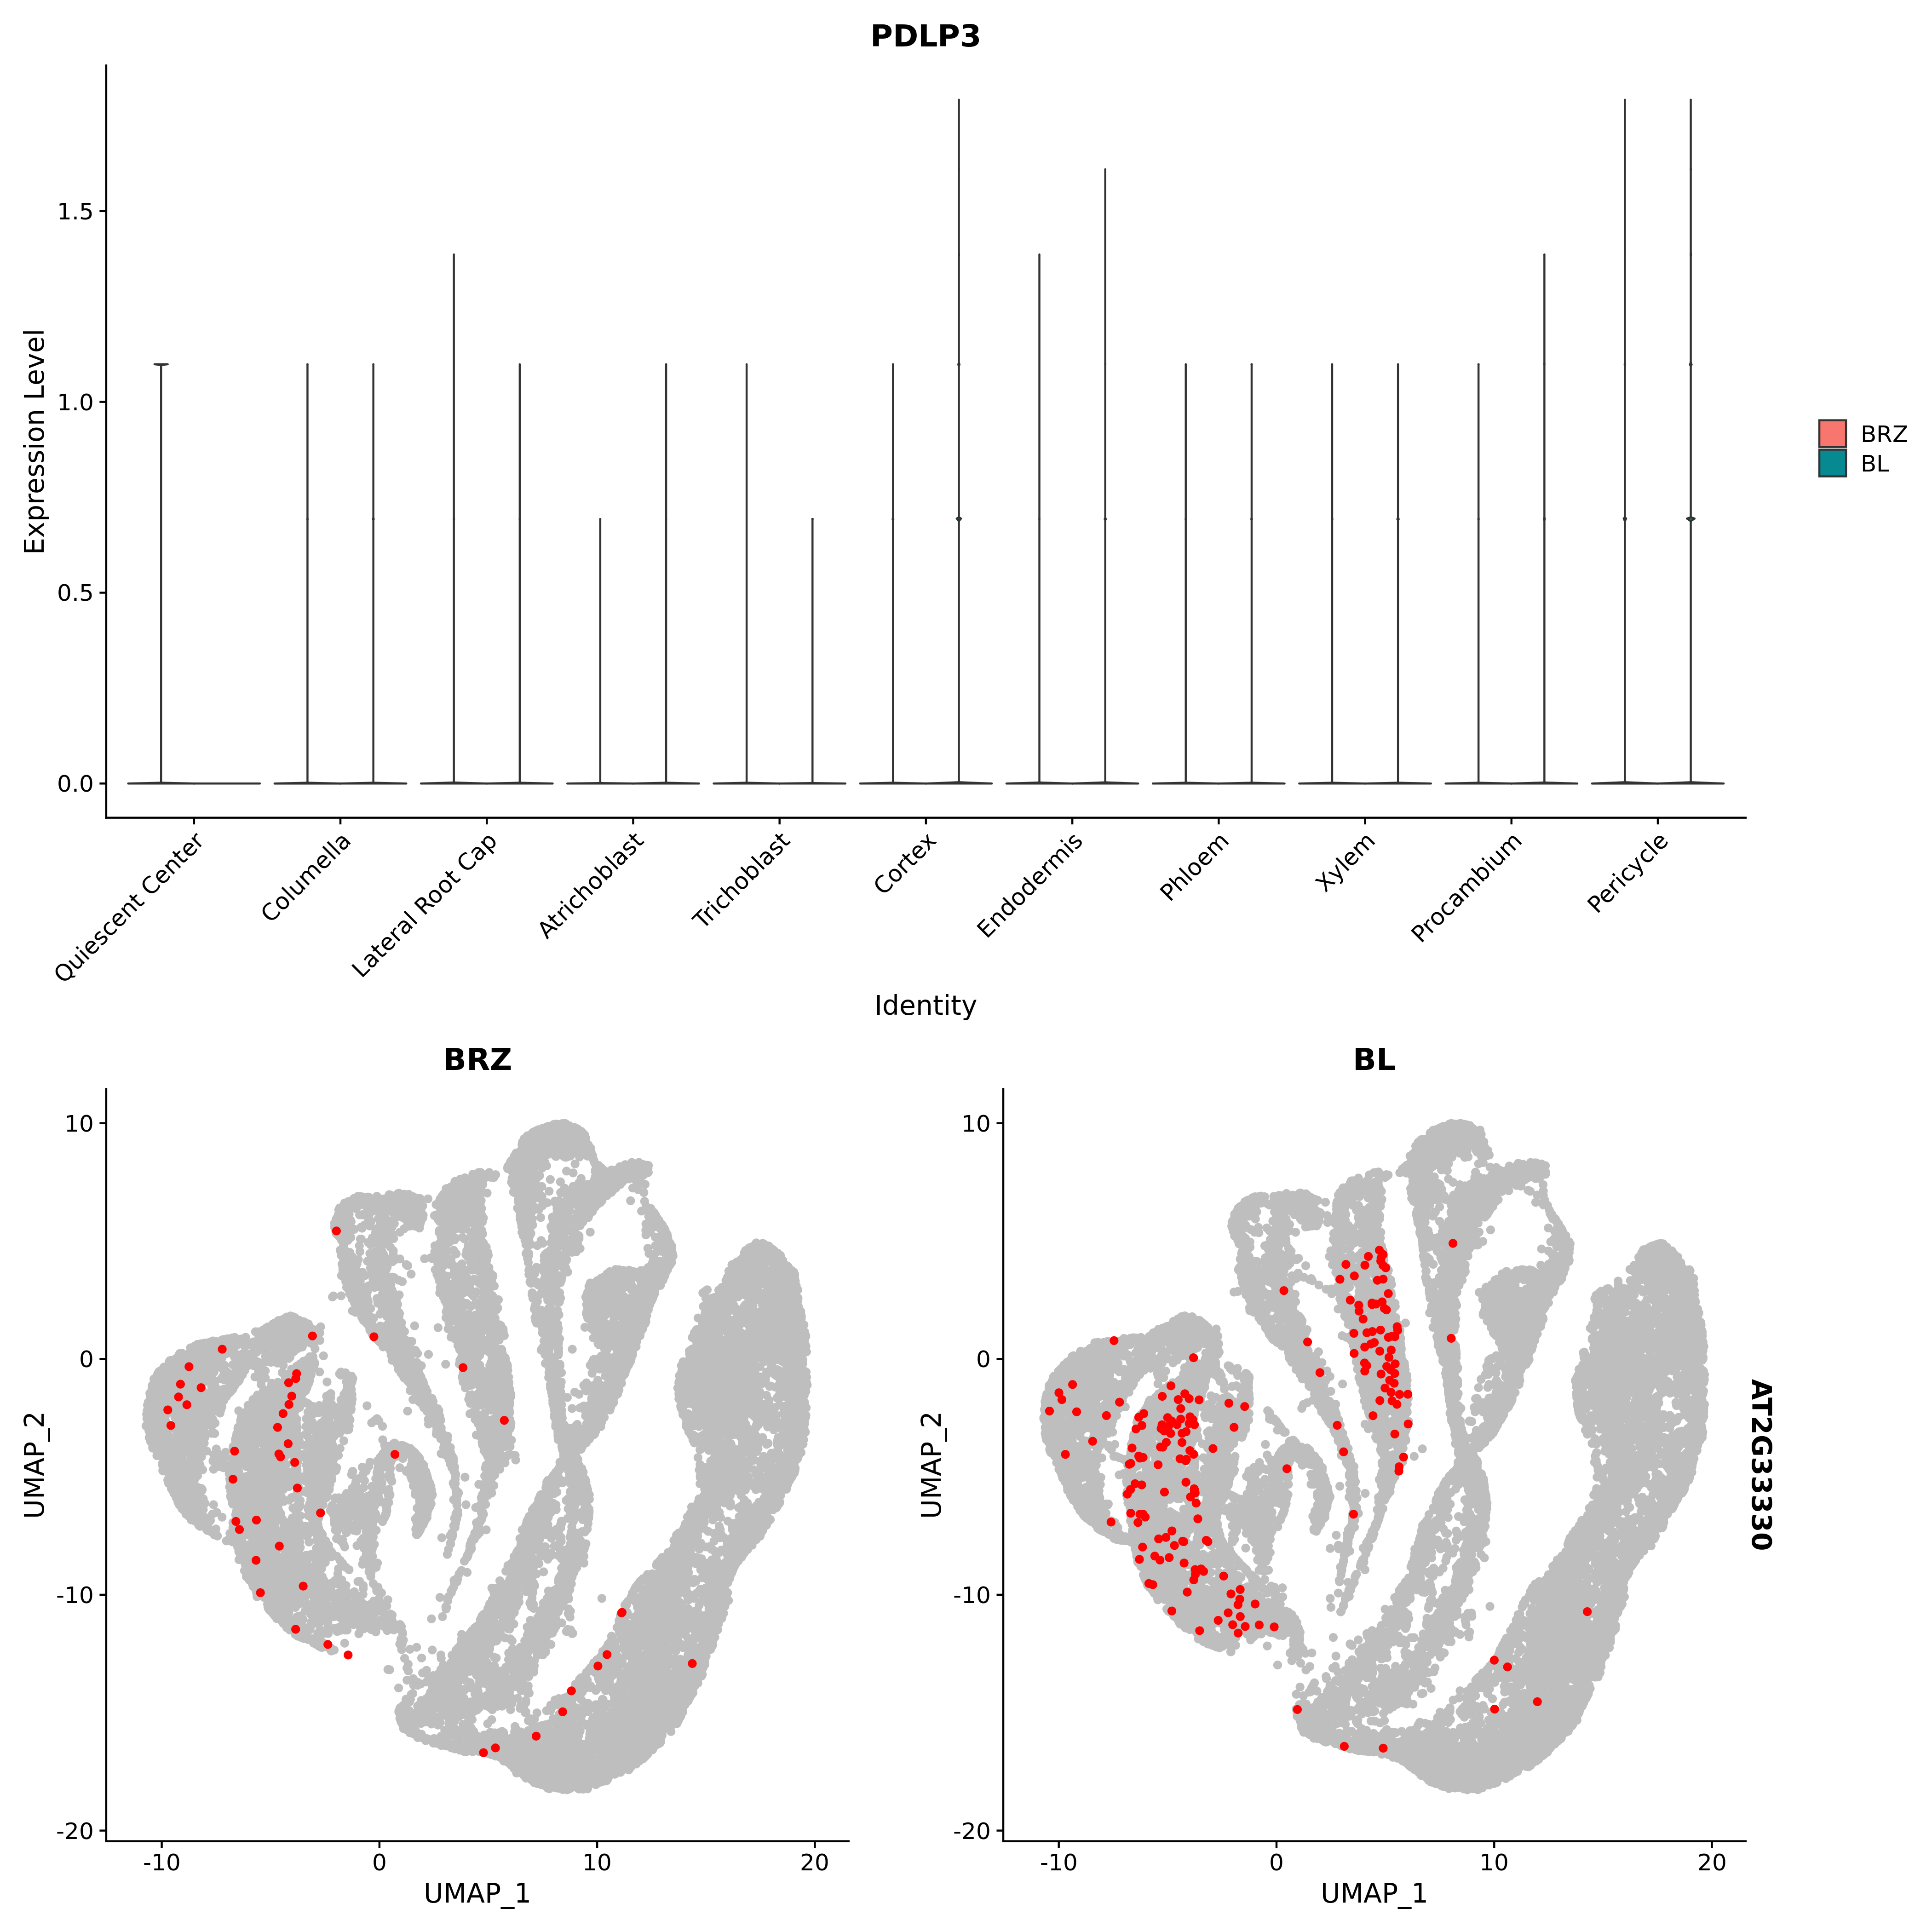 PDLP3
Expression Level
1.5
1.0
0.5
0.0
Quiescent Center
Columella
Lateral Root Cap
Atrichoblast
Trichoblast
Cortex
Endodermis
Phloem
Xylem
Procambium
Pericycle
Identity
BRZ
BL
BRZ
UMAP_2
10
0
-10
-20
-10
0
10
20
UMAP_1
BL
UMAP_2
10
0
-10
-20
-10
0
10
20
UMAP_1
AT2G33330